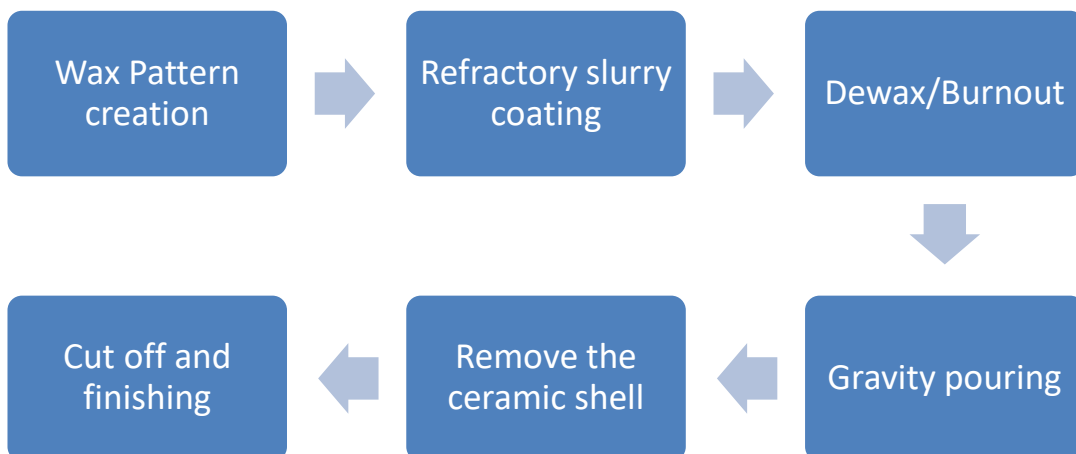 Wax Pattern
creation
Refractory slurry
coating
Dewax/Burnout
Gravity pouring
Remove the
ceramic shell
Cut off and
finishing